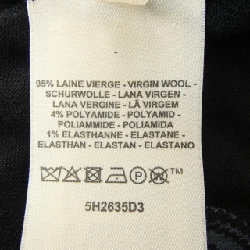 95% LAINE VIERGE - VIRGIN WOOL -
SCHURWOLLE - LANA VIRGEN -
LANA VERGINE - LÃ VIRGEM
4% POLYAMIDE - POLYAMID -
POLIAMMIDE - POLIAMIDA
1% ELASTHANNE - ELASTANE -
ELASTHAN - ELASTAN - ELASTANO
P TM
5H2635D3